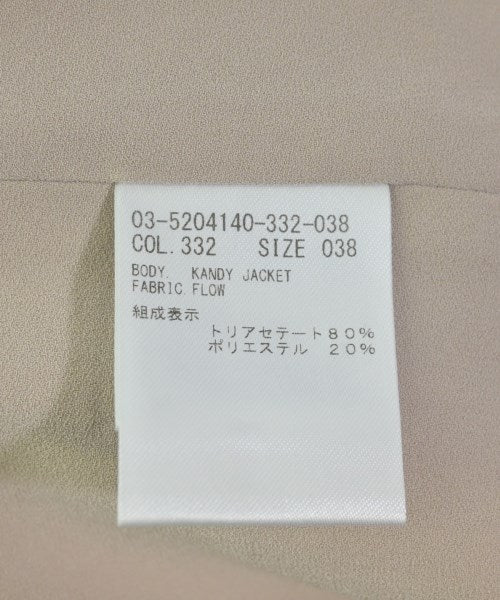 03-5204140-332-038
COL.332 SIZE 038
BODY. KANDY JACKET
FABRIC.FLOW
組成表示
トリアセテート80%
ポリエステル 20%